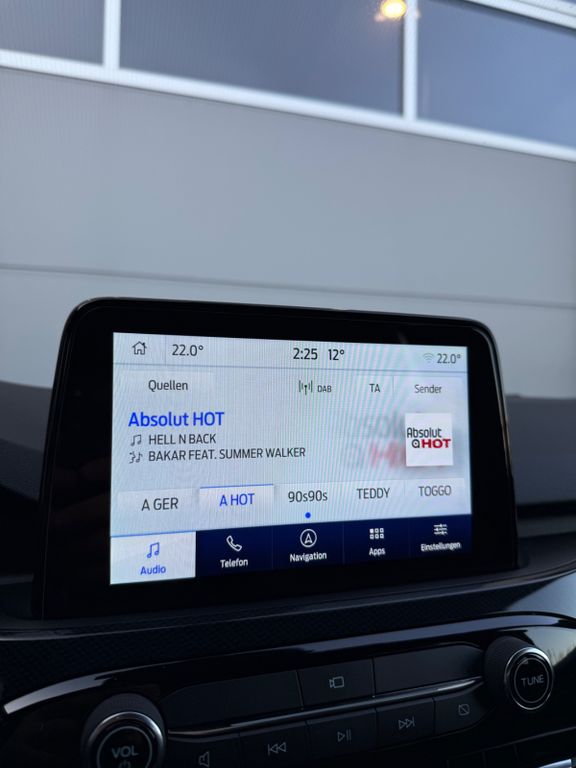 22.0° 2:25 12° 22.0°
Quellen DAB TA Sender
Absolut HOT
HELL N BACK
BAKAR FEAT. SUMMER WALKER
Absolut
HOT
A GER A HOT 90s90s TEDDY TOGGO
Audio Telefon Navigation Apps Einstellungen
VOL
TUNE